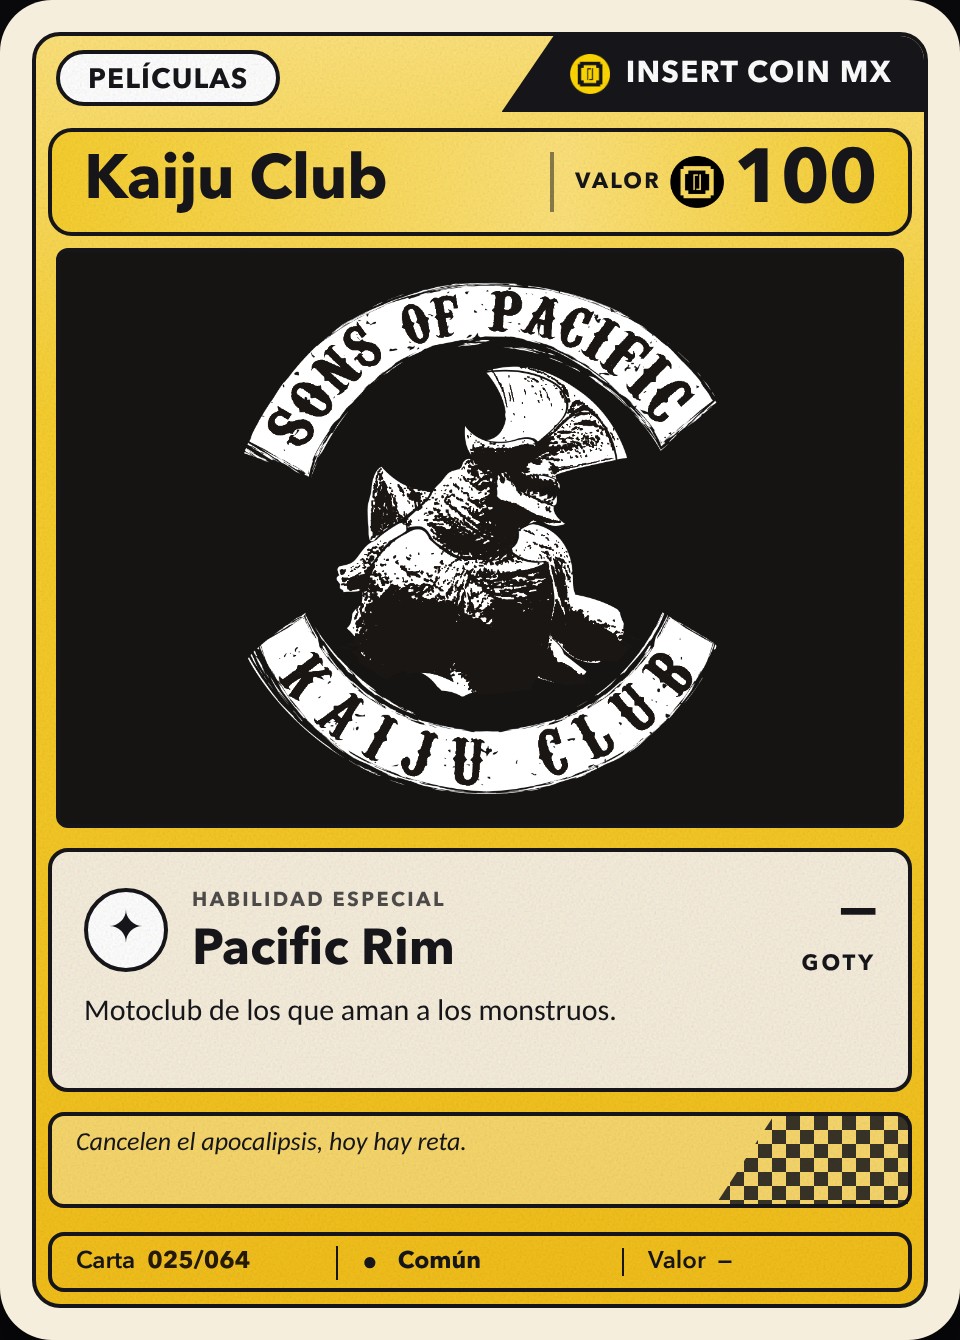 PELÍCULAS
INSERT COIN MX
Kaiju Club
VALOR 100
SONS OF PACIFIC
KAIJU CLUB
HABILIDAD ESPECIAL
Pacific Rim
–
GOTY
Motoclub de los que aman a los monstruos.
Cancelen el apocalipsis, hoy hay reta.
Carta 025/064 • Común Valor –